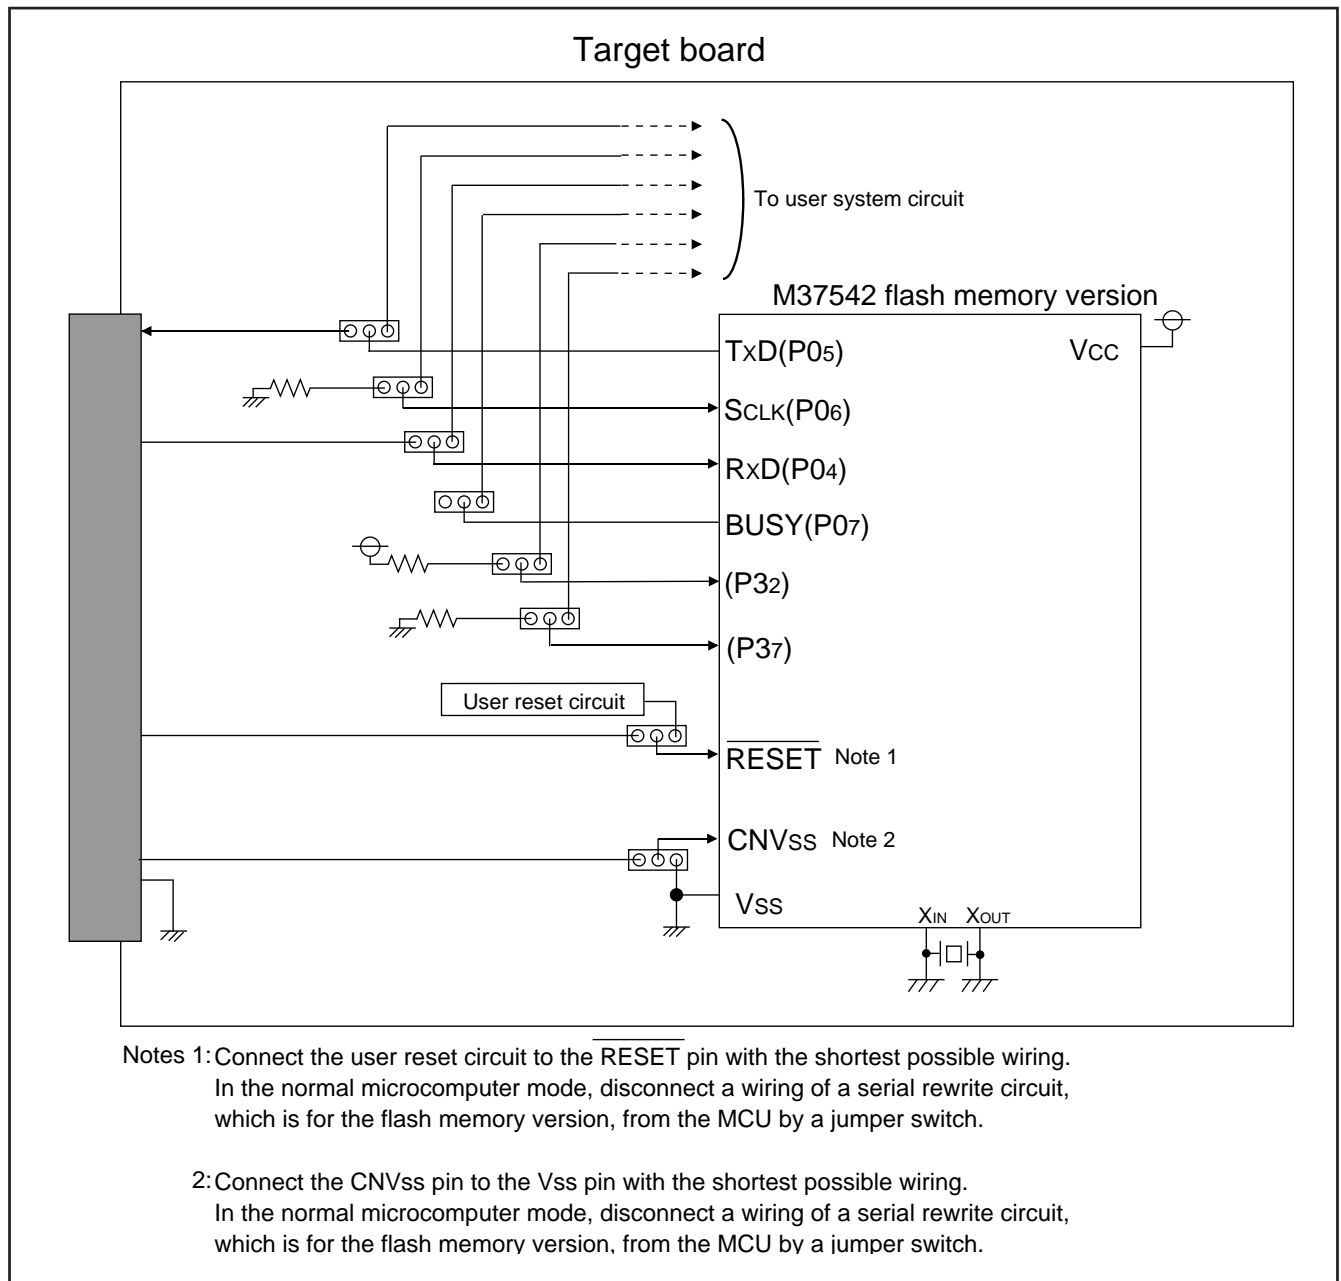 Target board
To user system circuit
M37542 flash memory version
TxD(P05)
VCC
SCLK(P06)
RxD(P04)
BUSY(P07)
(P32)
(P37)
User reset circuit
RESET Note 1
CNVSS Note 2
VSS
XIN XOUT
Notes 1: Connect the user reset circuit to the RESET pin with the shortest possible wiring.
In the normal microcomputer mode, disconnect a wiring of a serial rewrite circuit,
which is for the flash memory version, from the MCU by a jumper switch.
2: Connect the CNVss pin to the Vss pin with the shortest possible wiring.
In the normal microcomputer mode, disconnect a wiring of a serial rewrite circuit,
which is for the flash memory version, from the MCU by a jumper switch.